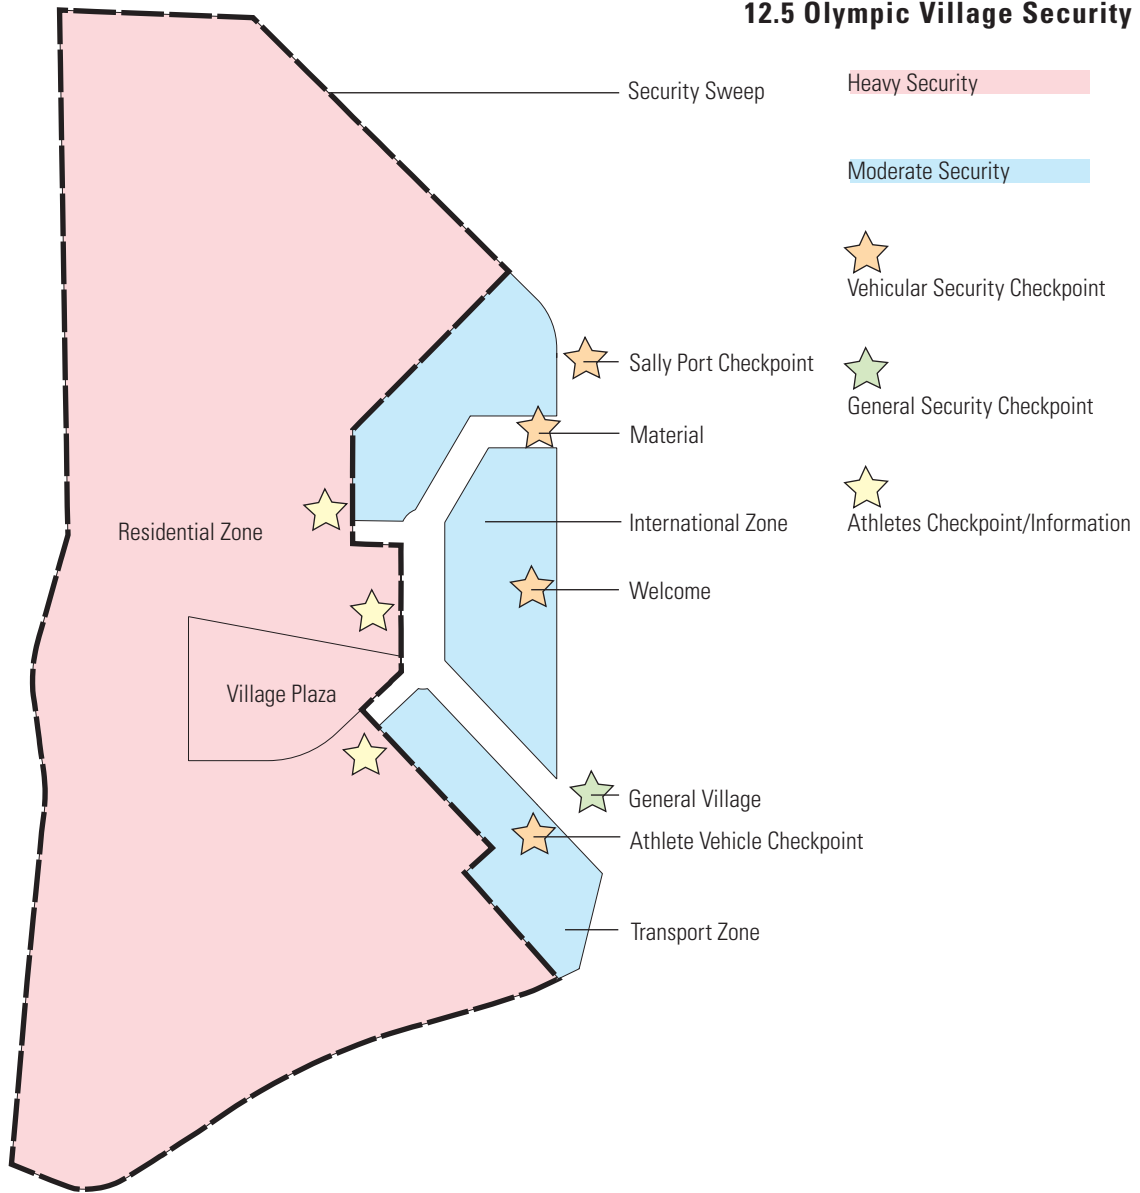 12.5 Olympic Village Security
Security Sweep
Heavy Security
Moderate Security
Vehicular Security Checkpoint
Sally Port Checkpoint
General Security Checkpoint
Material
International Zone
Athletes Checkpoint/Information
Residential Zone
Welcome
Village Plaza
General Village
Athlete Vehicle Checkpoint
Transport Zone